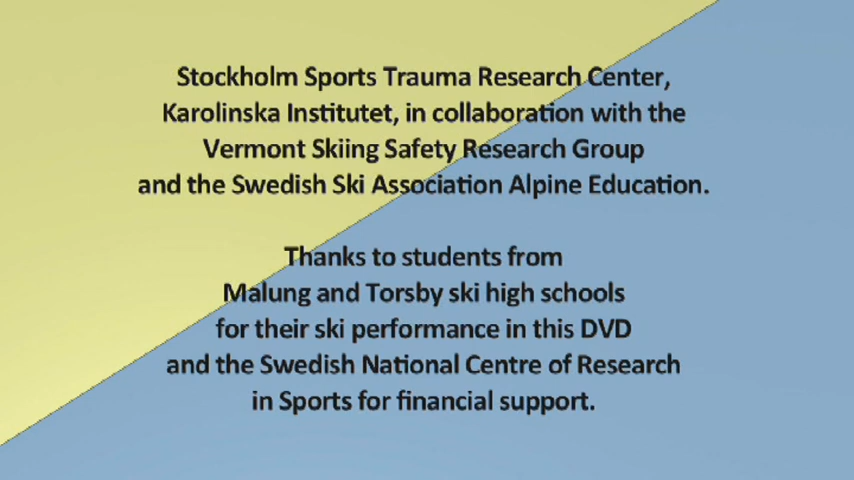 Stockholm Sports Trauma Research Center,
Karolinska Institutet, in collaboration with the
Vermont Skiing Safety Research Group
and the Swedish Ski Association Alpine Education.
Thanks to students from
Malung and Torsby ski high schools
for their ski performance in this DVD
and the Swedish National Centre of Research
in Sports for financial support.